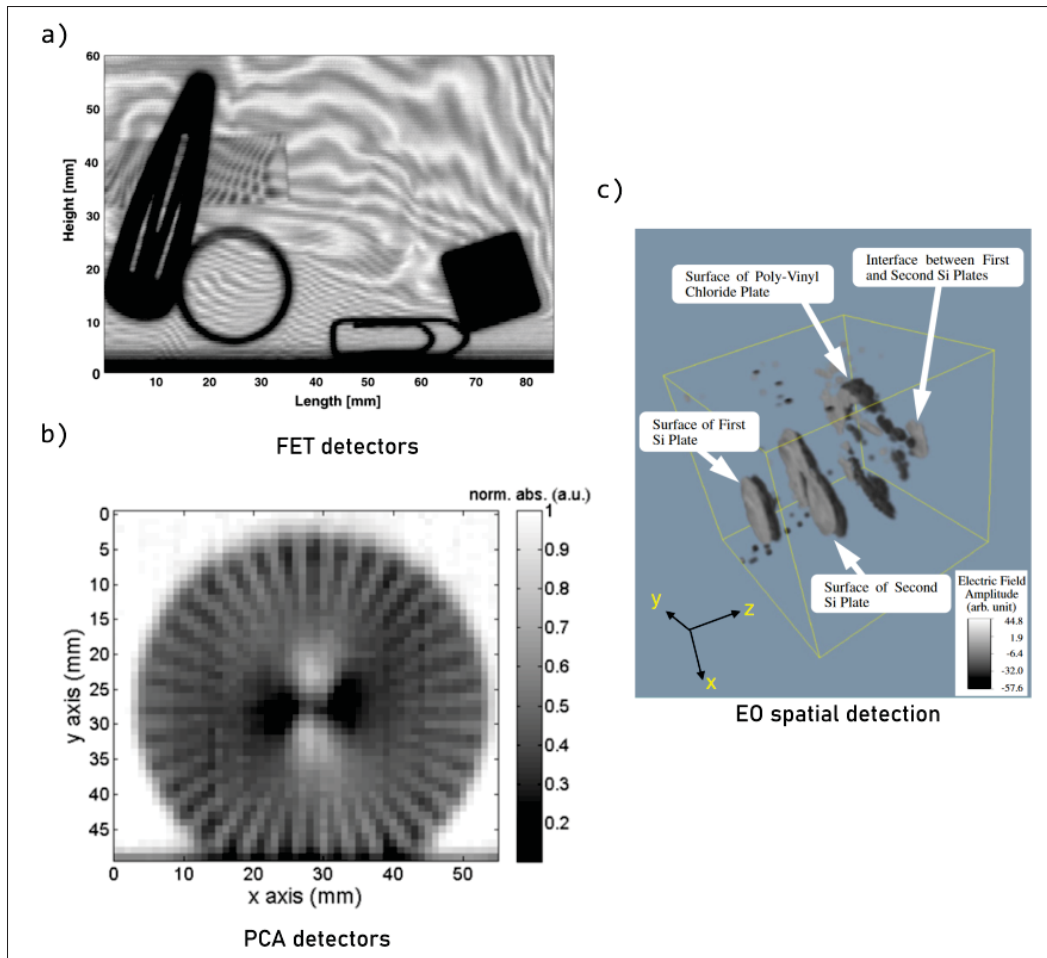 a)
60
50
40
30
20
10
0
Height [mm]
10 20 30 40 50 60 70 80
Length [mm]
FET detectors
b)
norm. abs. (a.u.)
0
5
10
15
20
25
30
35
40
45
y axis (mm)
0 10 20 30 40 50
x axis (mm)
1
0.9
0.8
0.7
0.6
0.5
0.4
0.3
0.2
PCA detectors
c)
Surface of Poly-Vinyl
Chloride Plate
Interface between First
and Second Si Plates
Surface of First
Si Plate
Surface of Second
Si Plate
y
z
x
Electric Field
Amplitude
(arb. unit)
44.8
1.9
-6.4
-32.0
-57.6
EO spatial detection